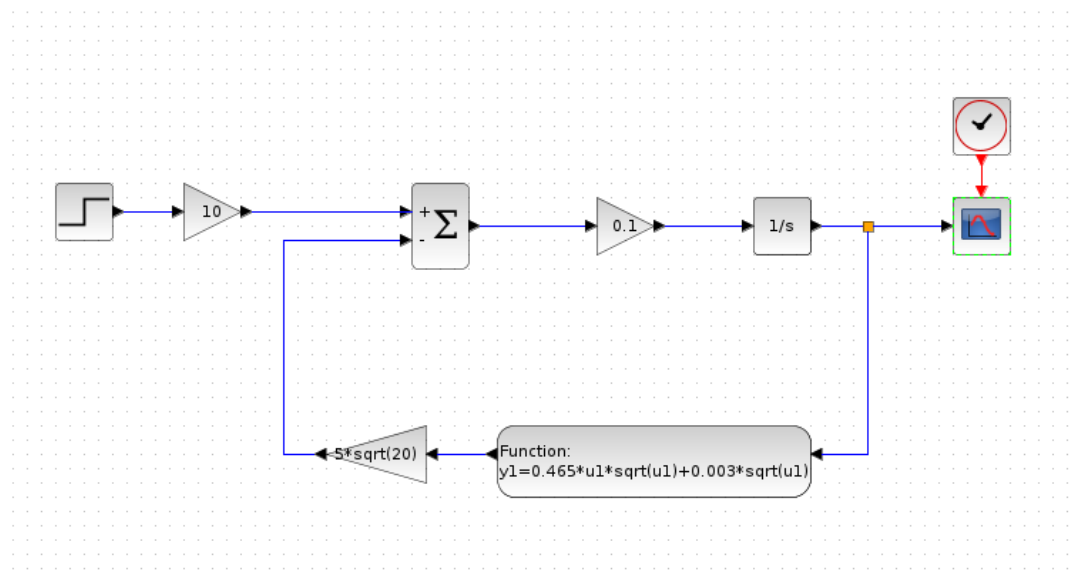 10
+
-
Σ
0.1
1/s
5*sqrt(20)
Function:
y1=0.465*u1*sqrt(u1)+0.003*sqrt(u1)